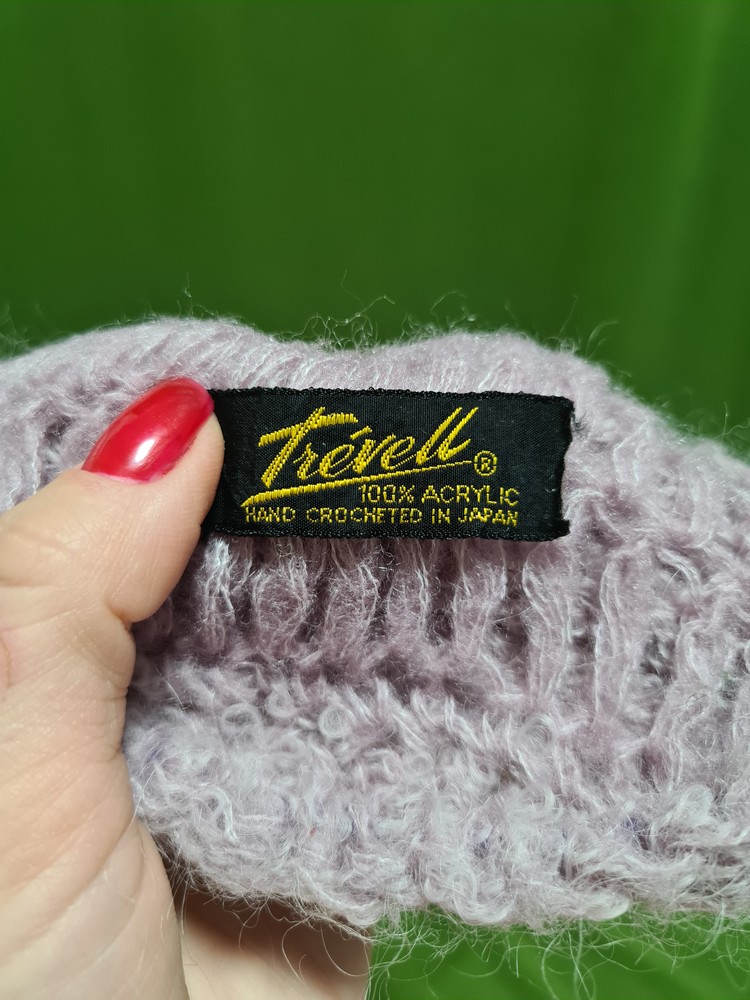 Trévell ®
100% ACRYLIC
HAND CROCHETED IN JAPAN